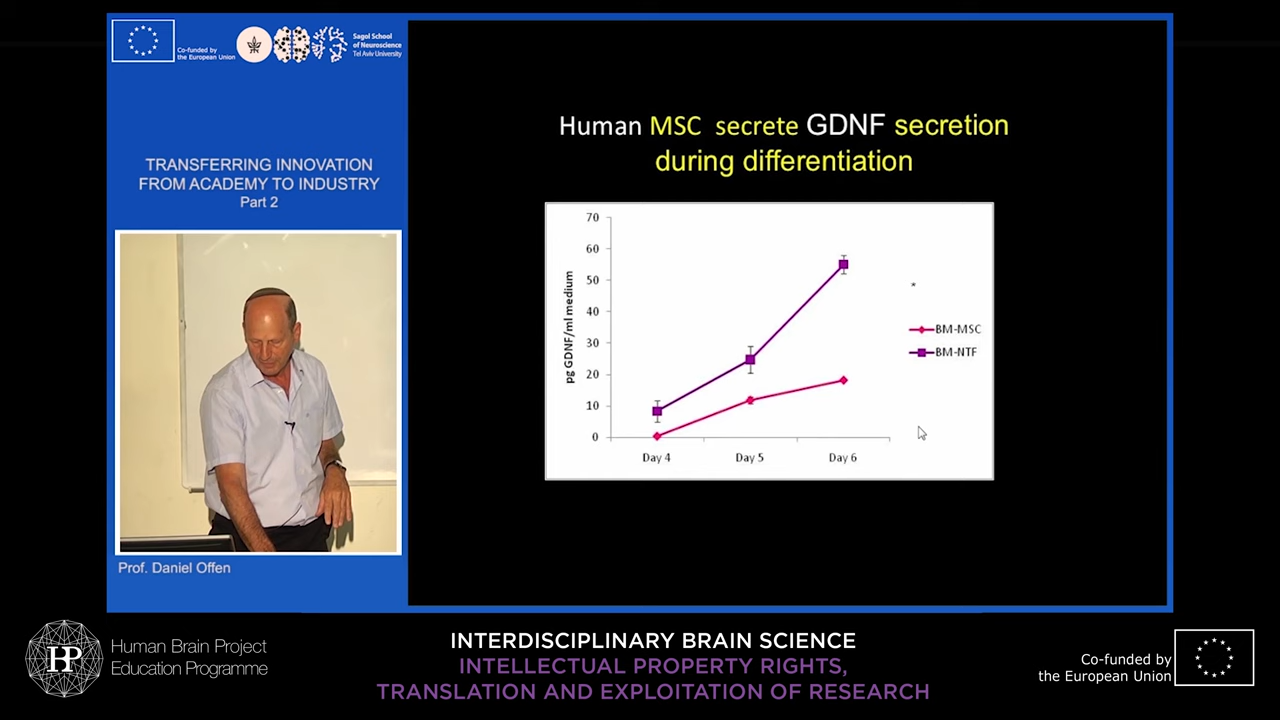 Co-funded by
the European Union
Sagol School
of Neuroscience
Tel Aviv University
TRANSFERRING INNOVATION
FROM ACADEMY TO INDUSTRY
Part 2
Prof. Daniel Offen
Human MSC secrete GDNF secretion
during differentiation
pg GDNF/ml medium
70
60
50
40
30
20
10
0
Day 4
Day 5
Day 6
*
BM-MSC
BM-NTF
HBP
Human Brain Project
Education Programme
INTERDISCIPLINARY BRAIN SCIENCE
INTELLECTUAL PROPERTY RIGHTS,
TRANSLATION AND EXPLOITATION OF RESEARCH
Co-funded by
the European Union